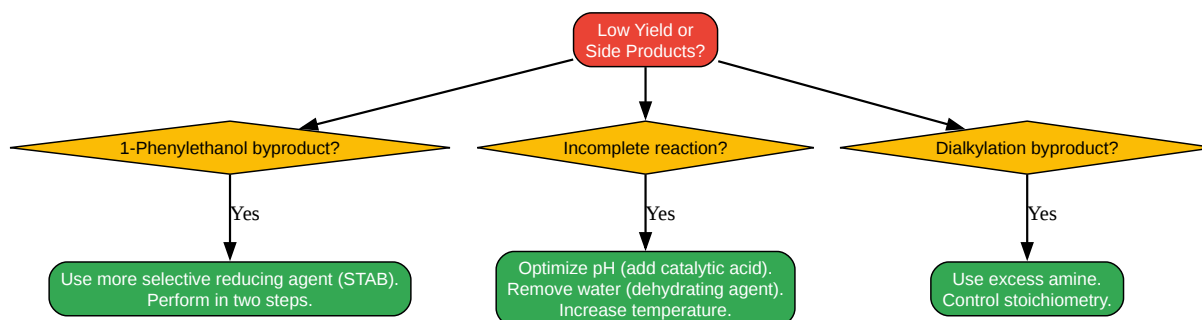 Low Yield or
Side Products?
1-Phenylethanol byproduct?
Incomplete reaction?
Dialkylation byproduct?
Yes
Yes
Yes
Use more selective reducing agent (STAB).
Perform in two steps.
Optimize pH (add catalytic acid).
Remove water (dehydrating agent).
Increase temperature.
Use excess amine.
Control stoichiometry.